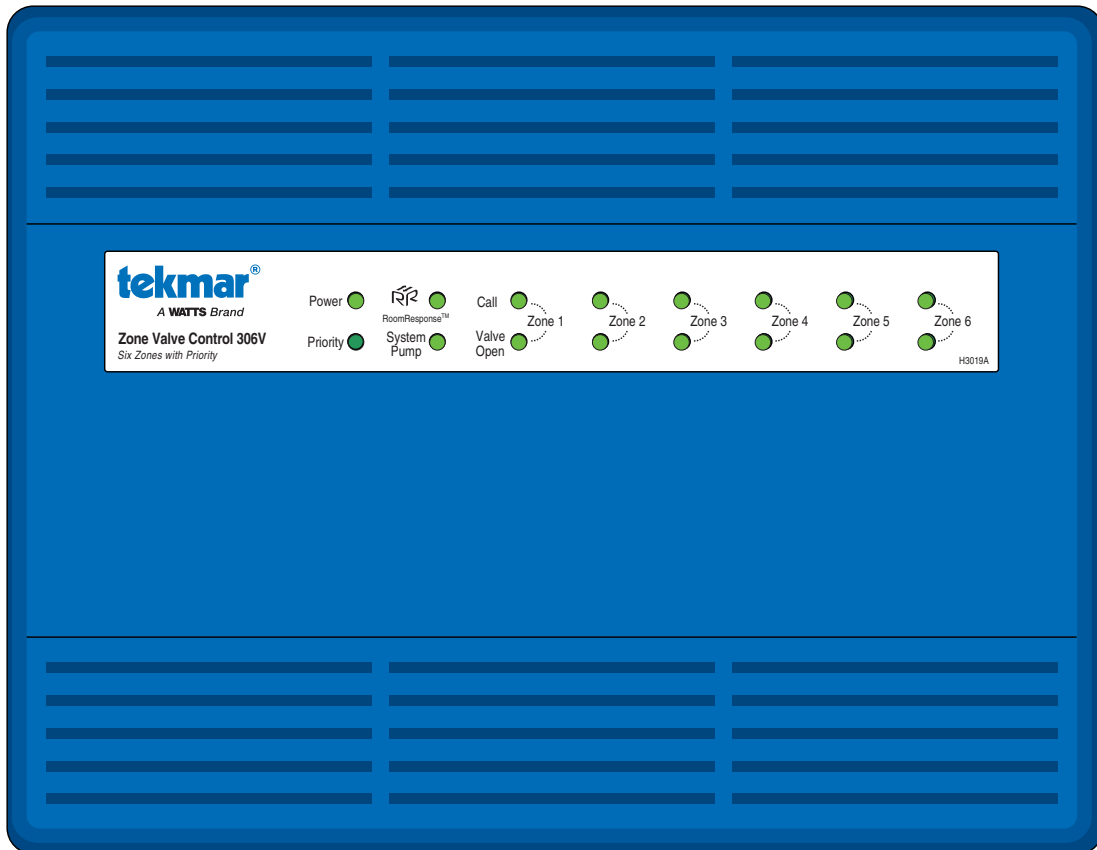 tekmar®
A WATTS Brand
Zone Valve Control 306V
Six Zones with Priority
Power
Priority
RoomResponse™
System
Pump
Call
Valve
Open
Zone 1
Zone 2
Zone 3
Zone 4
Zone 5
Zone 6
H3019A